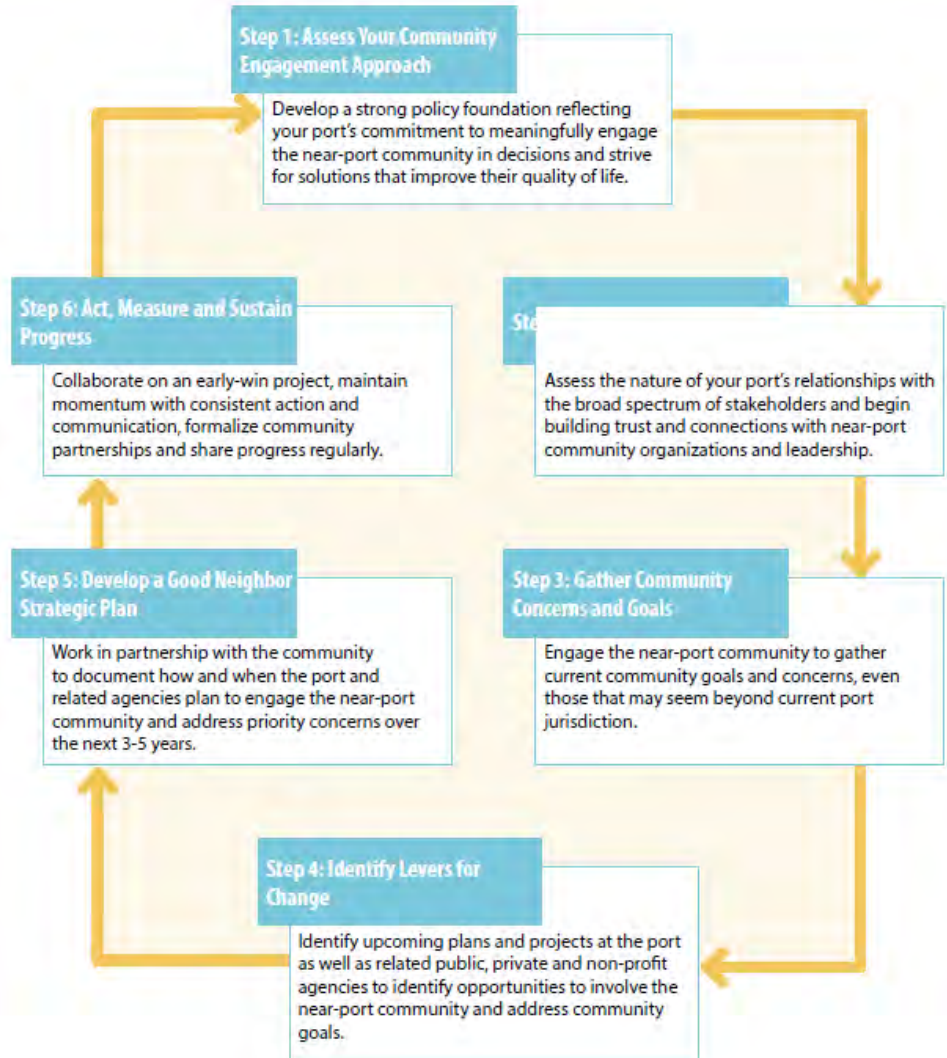 Step 1: Assess Your Community
Engagement Approach
Develop a strong policy foundation reflecting
your port's commitment to meaningfully engage
the near-port community in decisions and strive
for solutions that improve their quality of life.
Assess the nature of your port's relationships with
the broad spectrum of stakeholders and begin
building trust and connections with near-port
community organizations and leadership.
Step 3: Gather Community
Concerns and Goals
Engage the near-port community to gather
current community goals and concerns, even
those that may seem beyond current port
jurisdiction.
Step 4: Identify Levers for
Change
Identify upcoming plans and projects at the port
as well as related public, private and non-profit
agencies to identify opportunities to involve the
near-port community and address community
goals.
Step 5: Develop a Good Neighbor
Strategic Plan
Work in partnership with the community
to document how and when the port and
related agencies plan to engage the near-port
community and address priority concerns over
the next 3-5 years.
Step 6: Act, Measure and Sustain
Progress
Collaborate on an early-win project, maintain
momentum with consistent action and
communication, formalize community
partnerships and share progress regularly.